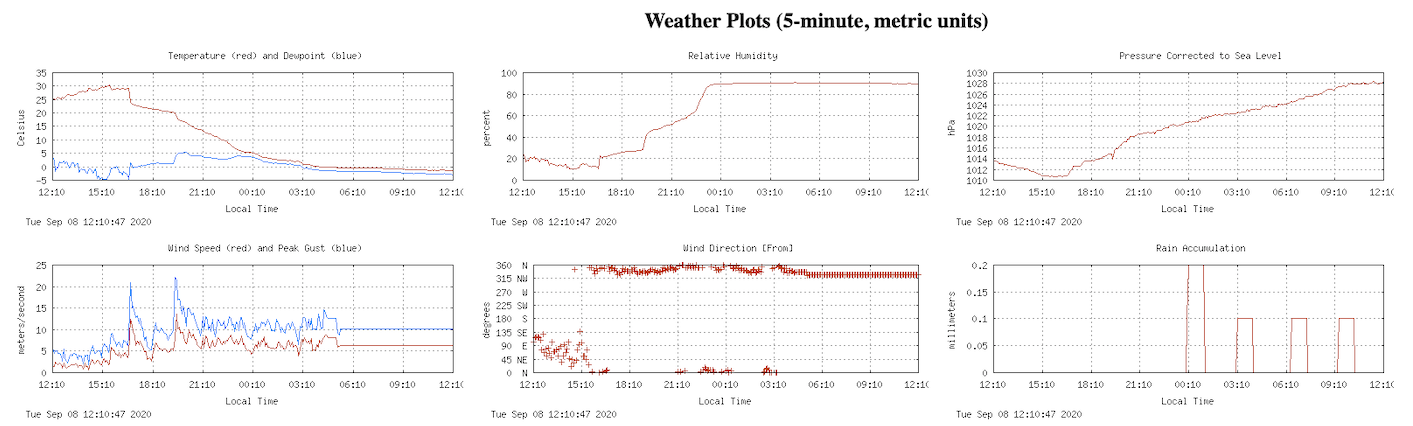 Weather Plots (5-minute, metric units)
Temperature (red) and Dewpoint (blue)
Celsius
35
30
25
20
15
10
5
0
-5
12:10 15:10 18:10 21:10 00:10 03:10 06:10 09:10 12:10
Local Time
Tue Sep 08 12:10:47 2020
Relative Humidity
percent
100
80
60
40
20
0
12:10 15:10 18:10 21:10 00:10 03:10 06:10 09:10 12:10
Local Time
Tue Sep 08 12:10:47 2020
Pressure Corrected to Sea Level
hPa
1030
1028
1026
1024
1022
1020
1018
1016
1014
1012
1010
12:10 15:10 18:10 21:10 00:10 03:10 06:10 09:10 12:10
Local Time
Tue Sep 08 12:10:47 2020
Wind Speed (red) and Peak Gust (blue)
meters/second
25
20
15
10
5
0
12:10 15:10 18:10 21:10 00:10 03:10 06:10 09:10 12:10
Local Time
Tue Sep 08 12:10:47 2020
Wind Direction [From]
degrees
360 N
315 NW
270 W
225 SW
180 S
135 SE
90 E
45 NE
0 N
12:10 15:10 18:10 21:10 00:10 03:10 06:10 09:10 12:10
Local Time
Tue Sep 08 12:10:47 2020
Rain Accumulation
millimeters
0.2
0.15
0.1
0.05
0
12:10 15:10 18:10 21:10 00:10 03:10 06:10 09:10 12:10
Local Time
Tue Sep 08 12:10:47 2020